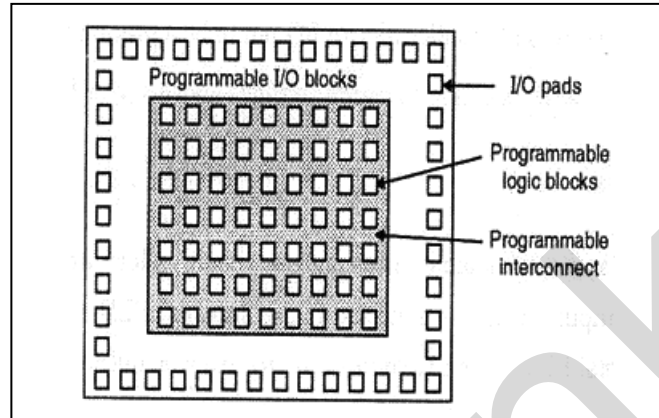 Programmable I/O blocks
I/O pads
Programmable
logic blocks
Programmable
interconnect